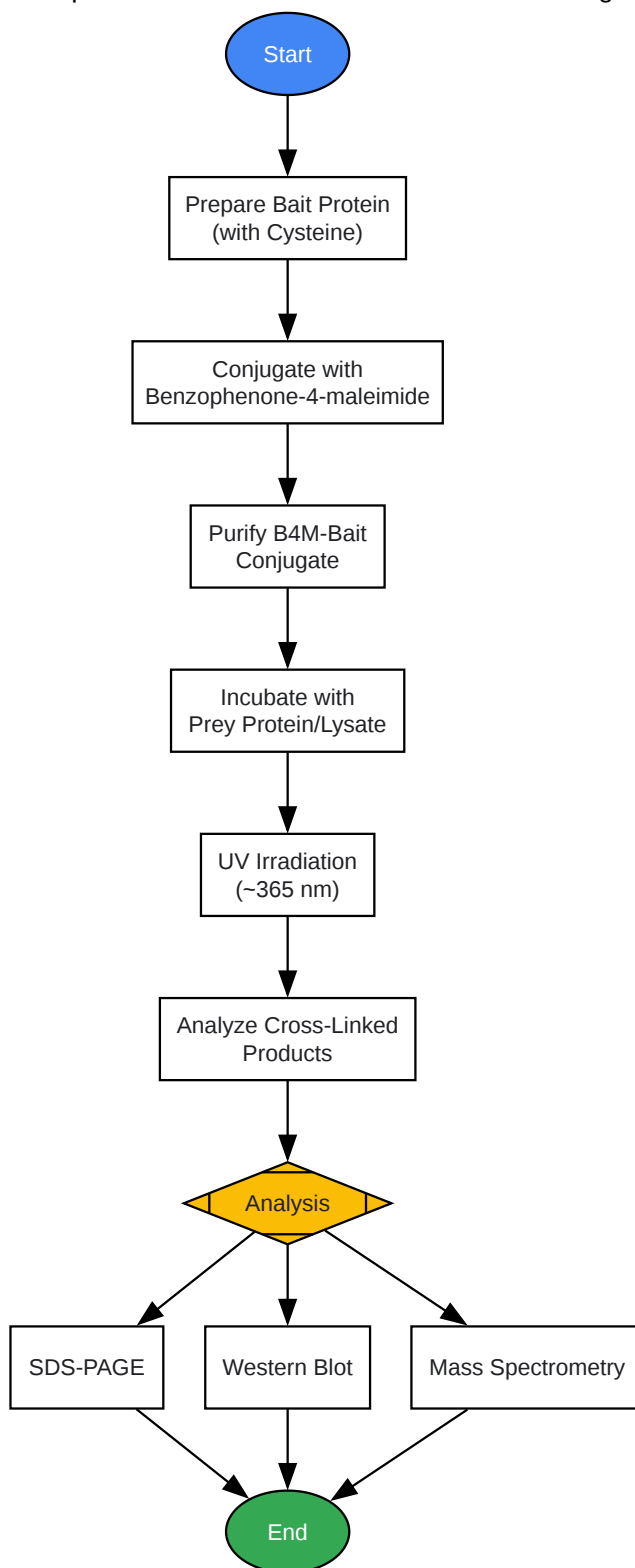 Start
Prepare Bait Protein
(with Cysteine)
Conjugate with
Benzophenone-4-maleimide
Purify B4M-Bait
Conjugate
Incubate with
Prey Protein/Lysate
UV Irradiation
(~365 nm)
Analyze Cross-Linked
Products
Analysis
SDS-PAGE
Western Blot
Mass Spectrometry
End